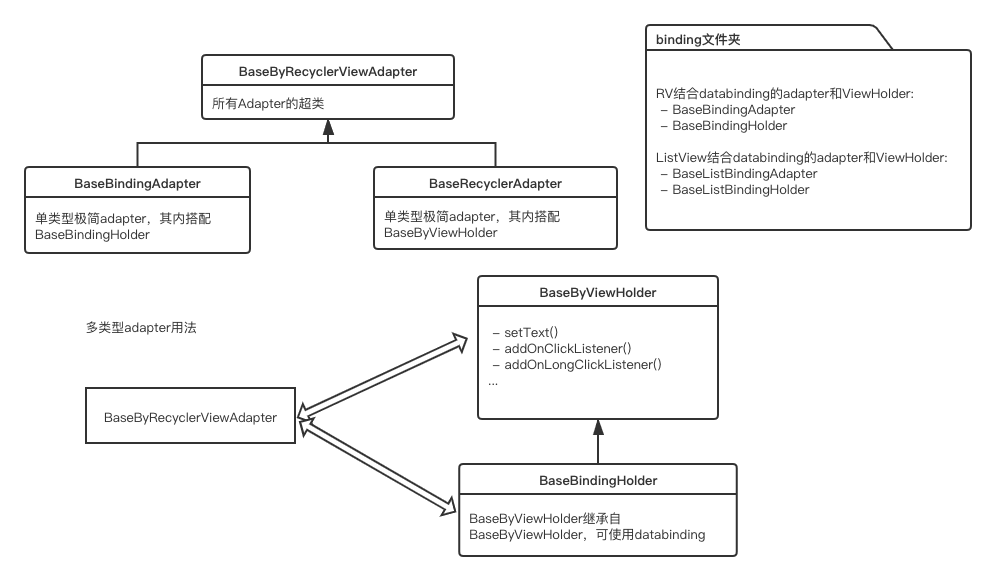 BaseByRecyclerViewAdapter
所有Adapter的超类
BaseBindingAdapter
单类型极简adapter，其内搭配
BaseBindingHolder
BaseRecyclerAdapter
单类型极简adapter，其内搭配
BaseByViewHolder
binding文件夹
RV结合databinding的adapter和ViewHolder:
– BaseBindingAdapter
– BaseBindingHolder
ListView结合databinding的adapter和ViewHolder:
– BaseListBindingAdapter
– BaseListBindingHolder
多类型adapter用法
BaseByRecyclerViewAdapter
BaseByViewHolder
– setText()
– addOnClickListener()
– addOnLongClickListener()
...
BaseBindingHolder
BaseByViewHolder继承自
BaseByViewHolder，可使用databinding